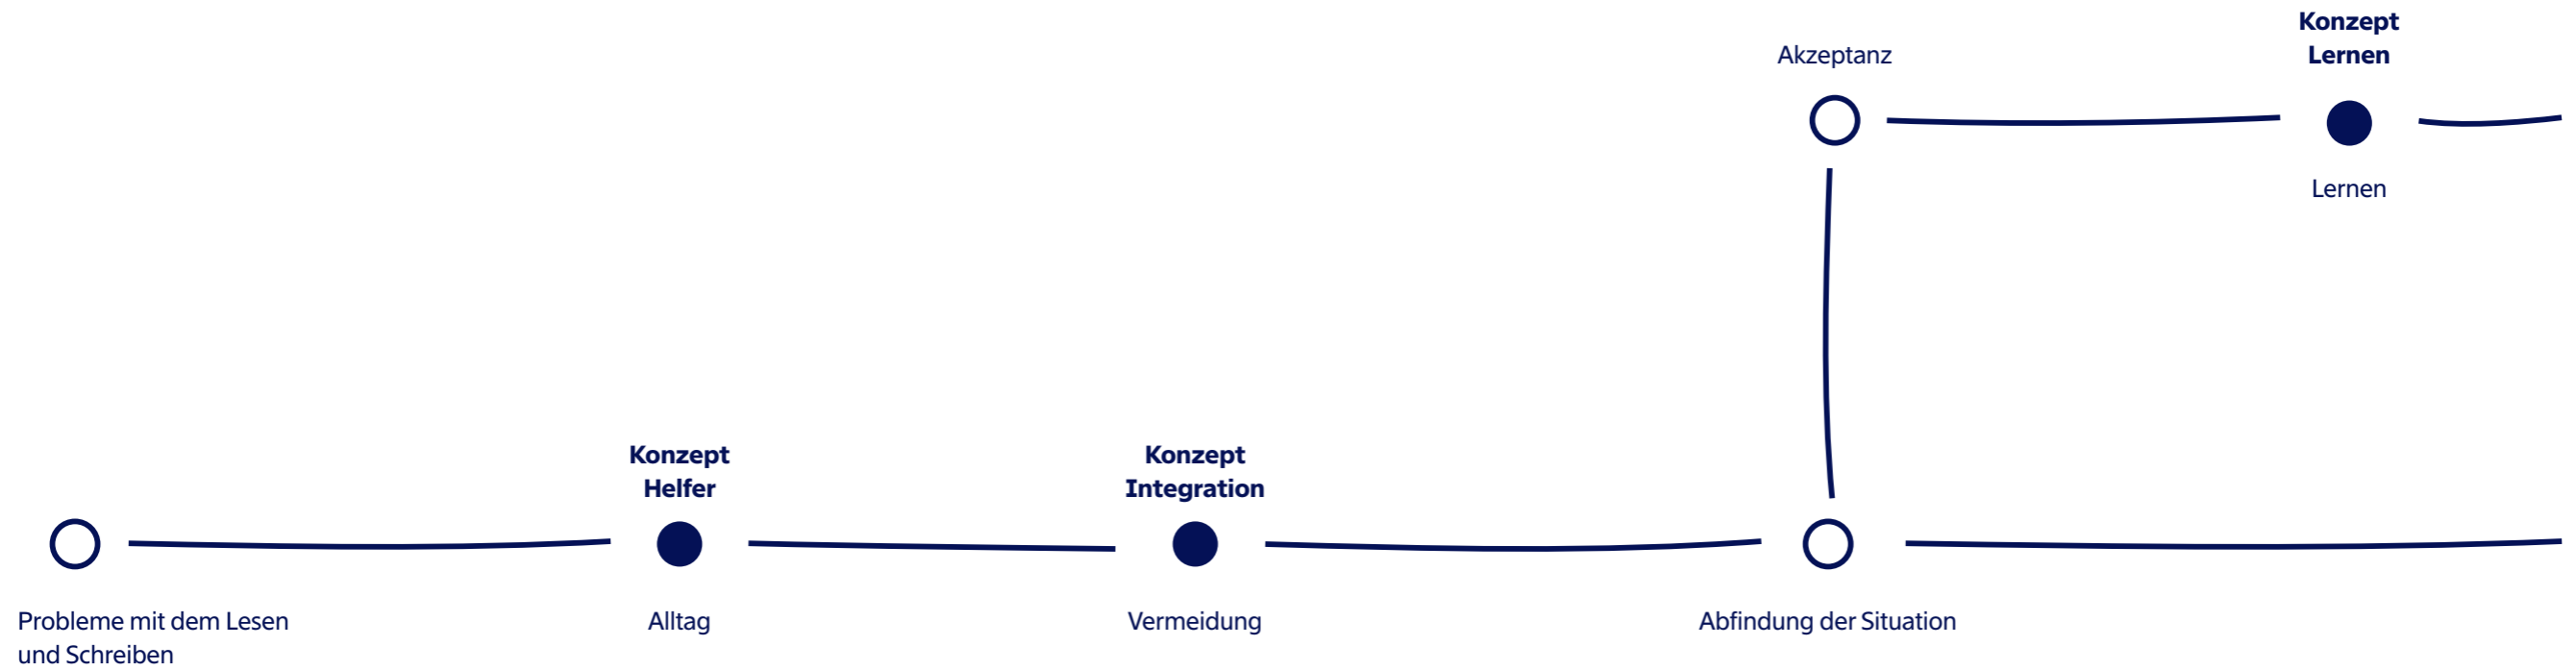 Konzept
Lernen
Akzeptanz
Lernen
Konzept
Helfer
Konzept
Integration
Probleme mit dem Lesen
und Schreiben
Alltag
Vermeidung
Abfindung der Situation